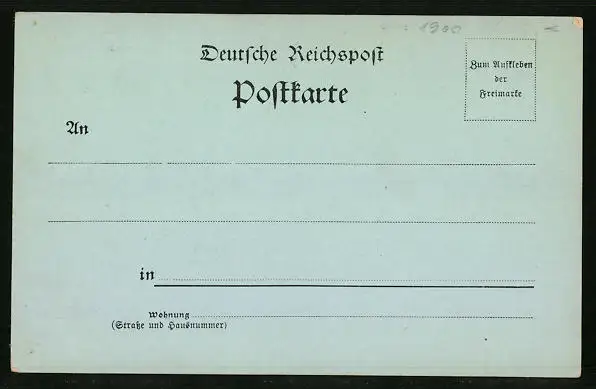 1900
Deutsche Reichspost
Postkarte
Zum Aufkleben
der
Freimarke
An
in
Wohnung
(Straße und Hausnummer)